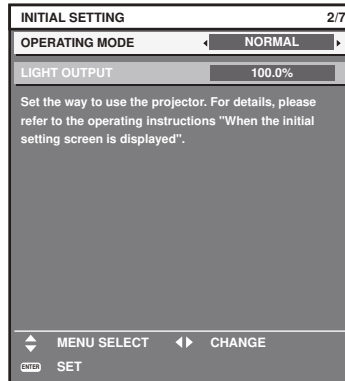 INITIAL SETTING 2/7
OPERATING MODE NORMAL
LIGHT OUTPUT 100.0%
Set the way to use the projector. For details, please
refer to the operating instructions "When the initial
setting screen is displayed".
MENU SELECT CHANGE
ENTER SET